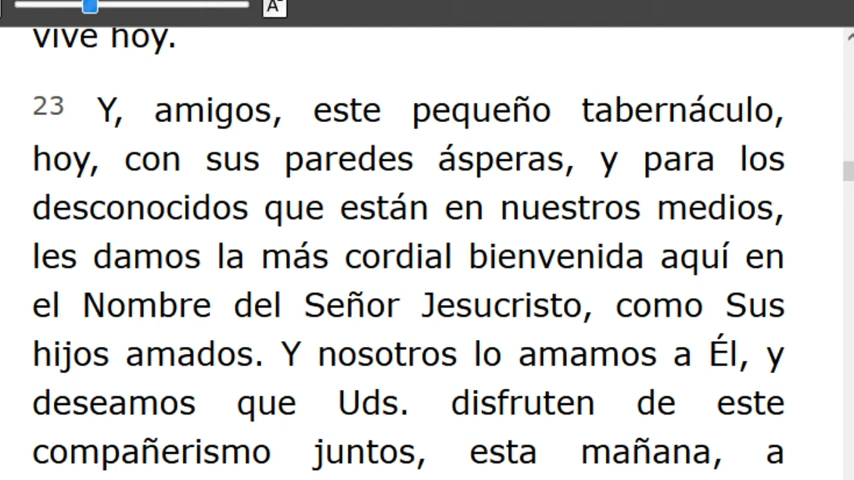 A
vive hoy.
23 Y, amigos, este pequeño tabernáculo,
hoy, con sus paredes ásperas, y para los
desconocidos que están en nuestros medios,
les damos la más cordial bienvenida aquí en
el Nombre del Señor Jesucristo, como Sus
hijos amados. Y nosotros lo amamos a Él, y
deseamos que Uds. disfruten de este
compañerismo juntos, esta mañana, a